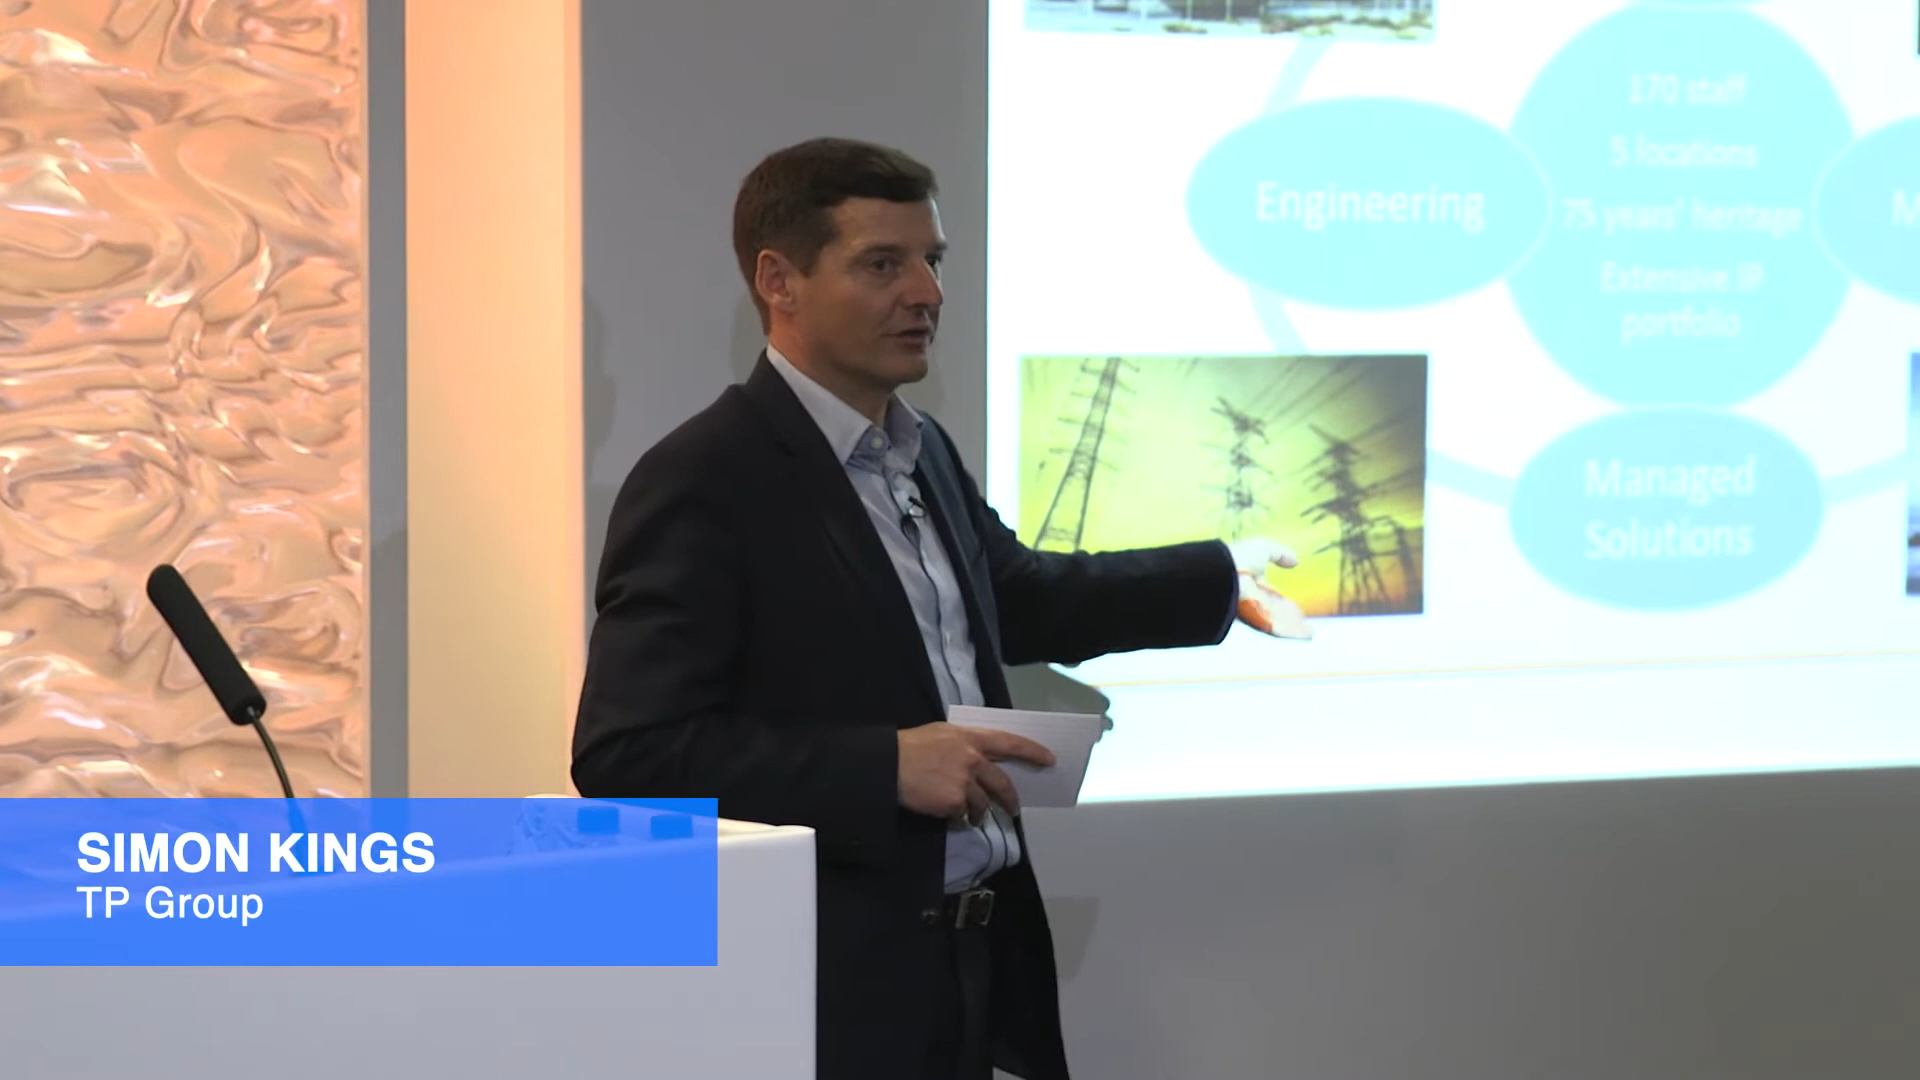 170 staff
5 locations
Engineering
75 years' heritage
M
Extensive IP
portfolio
Managed
Solutions
SIMON KINGS
TP Group